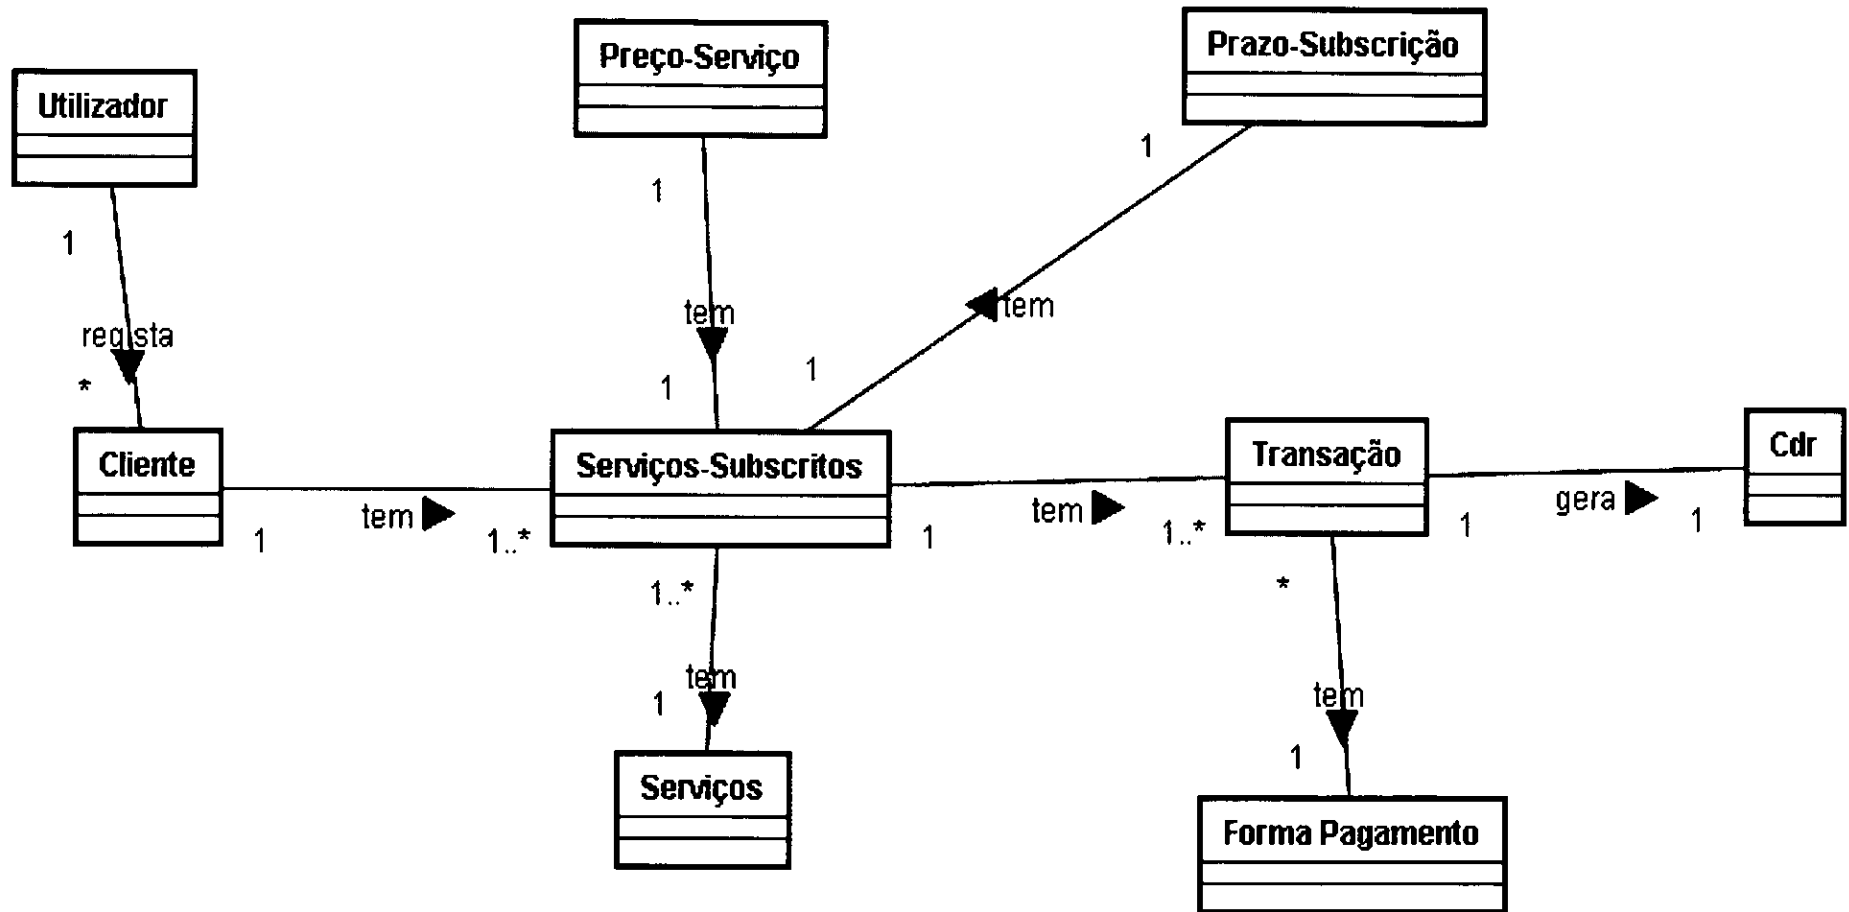 Preço-Serviço
Prazo-Subscrição
Utilizador
1
1
1
tem
tem
regista
*
1
1
Cliente
Serviços-Subscritos
Transação
Cdr
tem
1
1..*
tem
1
1..*
gera
1
1
1..*
*
tem
1
tem
1
Serviços
Forma Pagamento